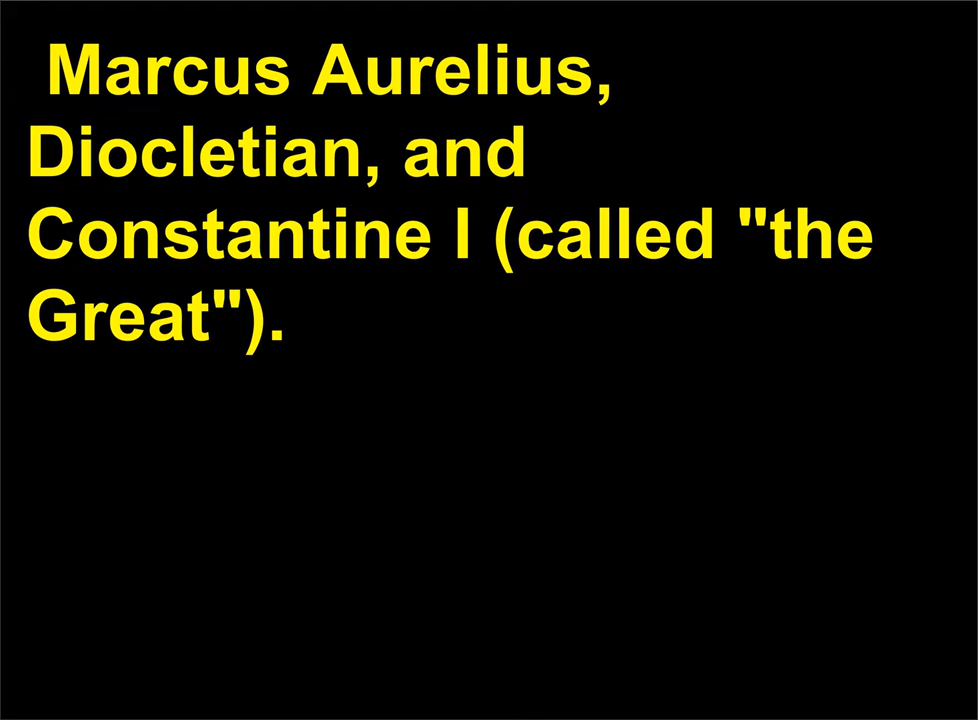 Marcus Aurelius,
Diocletian, and
Constantine I (called "the
Great").